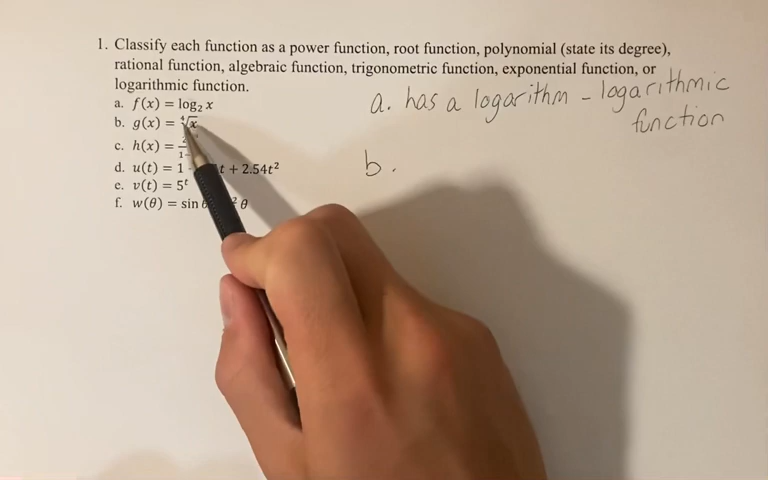 1. Classify each function as a power function, root function, polynomial (state its degree),
rational function, algebraic function, trigonometric function, exponential function, or
logarithmic function.
a. f(x) = log₂ x
b. g(x) = ∜x
c. h(x) =
d. u(t) = 1 t + 2.54t²
e. v(t) = 5ᵗ
f. w(θ) = sin θ ² θ
a. has a logarithm - logarithmic
function
b.